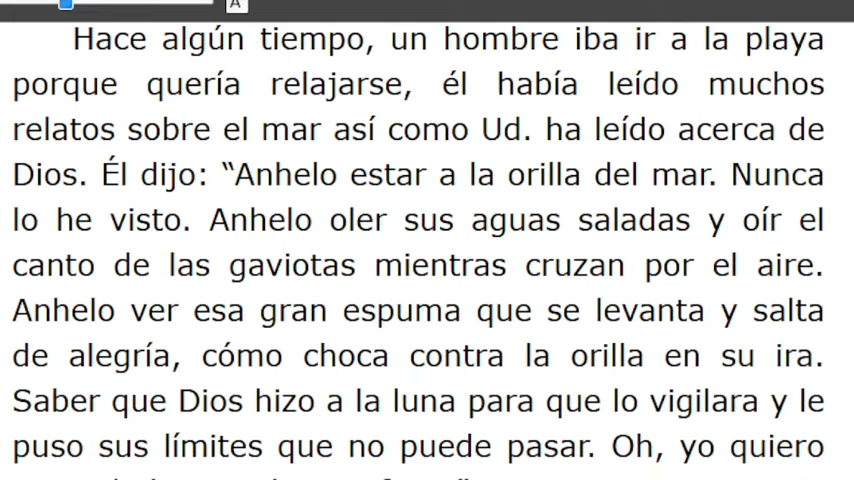 A
Hace algún tiempo, un hombre iba ir a la playa
porque quería relajarse, él había leído muchos
relatos sobre el mar así como Ud. ha leído acerca de
Dios. Él dijo: “Anhelo estar a la orilla del mar. Nunca
lo he visto. Anhelo oler sus aguas saladas y oír el
canto de las gaviotas mientras cruzan por el aire.
Anhelo ver esa gran espuma que se levanta y salta
de alegría, cómo choca contra la orilla en su ira.
Saber que Dios hizo a la luna para que lo vigilara y le
puso sus límites que no puede pasar. Oh, yo quiero